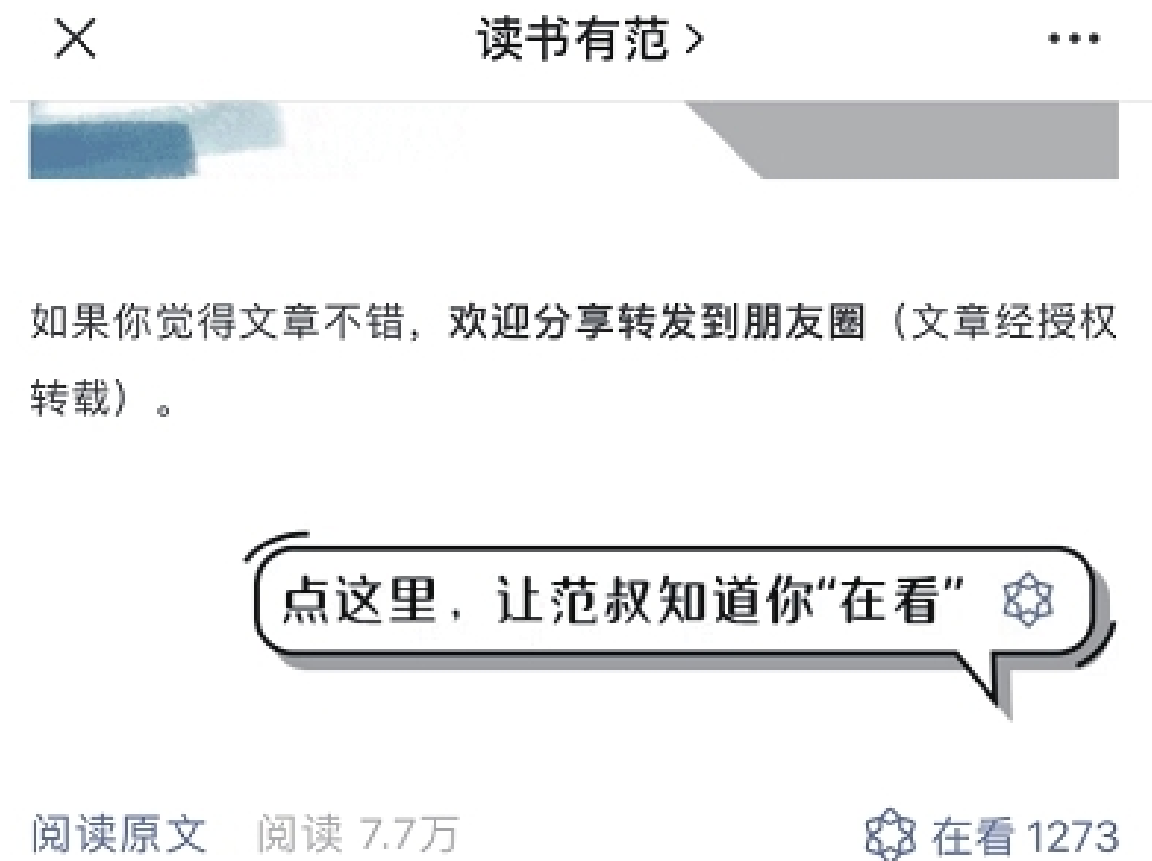 读书有范
如果你觉得文章不错，欢迎分享转发到朋友圈（文章经授权
转载）。
点这里，让范叔知道你“在看”
阅读原文 阅读 7.7万 在看 1273